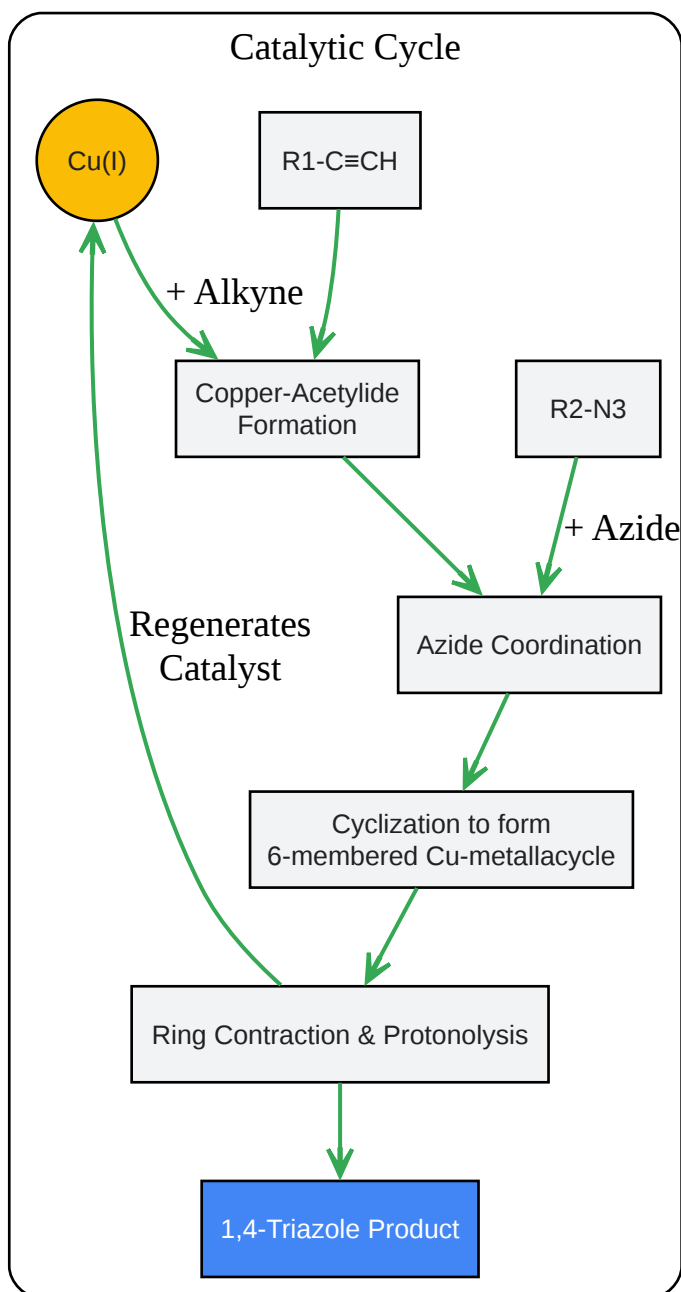 Catalytic Cycle
Cu(I)
R1-C≡CH
+ Alkyne
Copper-Acetylide
Formation
R2-N3
+ Azide
Azide Coordination
Regenerates
Catalyst
Cyclization to form
6-membered Cu-metallacycle
Ring Contraction & Protonolysis
1,4-Triazole Product